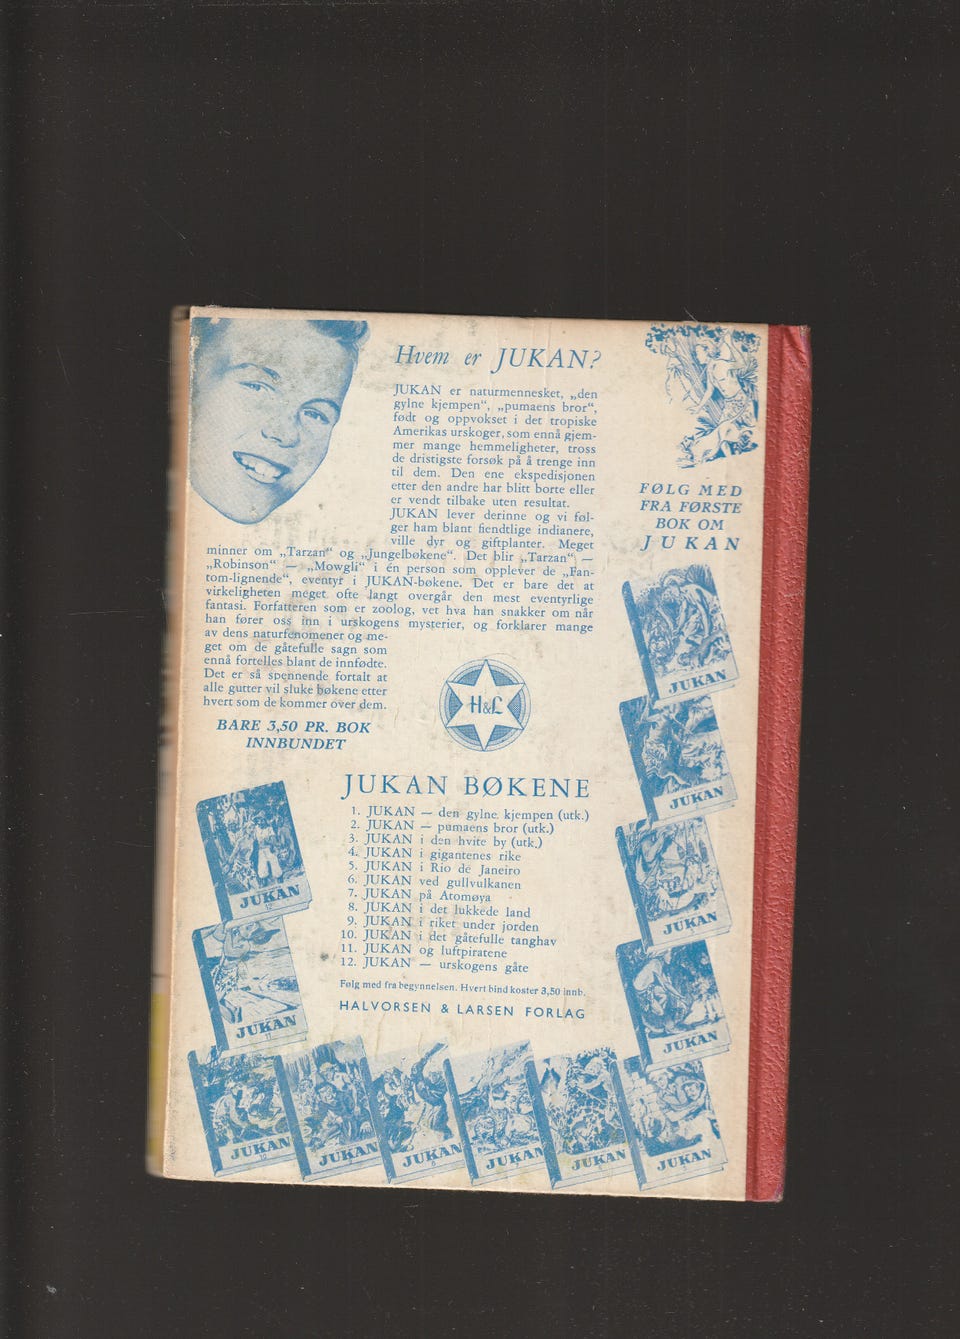 Hvem er JUKAN?
JUKAN er naturmennesket, „den
gylne kjempen“, „pumaens bror“,
født og oppvokset i det tropiske
Amerikas urskoger, som ennå gjem-
mer mange hemmeligheter, tross
de dristigste forsøk på å trenge inn
til dem. Den ene ekspedisjonen
etter den andre har blitt borte eller
er vendt tilbake uten resultat.
JUKAN lever derinne og vi føl-
ger ham blant fiendtlige indianere,
ville dyr og giftplanter. Meget
minner om „Tarzan“ og „Jungelbøkene“. Det blir „Tarzan“ —
„Robinson“ — „Mowgli“ i én person som opplever de „Fan-
tom-lignende“, eventyr i JUKAN-bøkene. Det er bare det at
virkeligheten meget ofte langt overgår den mest eventyrlige
fantasi. Forfatteren som er zoolog, vet hva han snakker om når
han fører oss inn i urskogens mysterier, og forklarer mange
av dens naturfenomener og me-
get om de gåtefulle sagn som
ennå fortelles blant de innfødte.
Det er så spennende fortalt at
alle gutter vil sluke bøkene etter
hvert som de kommer over dem.
BARE 3,50 PR. BOK
INNBUNDET
FØLG MED
FRA FØRSTE
BOK OM
JUKAN
H&L
JUKAN BØKENE
1. JUKAN — den gylne kjempen (utk.)
2. JUKAN — pumaens bror (utk.)
3. JUKAN i den hvite by (utk.)
4. JUKAN i gigantenes rike
5. JUKAN i Rio de Janeiro
6. JUKAN ved gullvulkanen
7. JUKAN på Atomøya
8. JUKAN i det lukkede land
9. JUKAN i riket under jorden
10. JUKAN i det gåtefulle tanghav
11. JUKAN og luftpiratene
12. JUKAN — urskogens gåte
Følg med fra begynnelsen. Hvert bind koster 3,50 innb.
HALVORSEN & LARSEN FORLAG
JUKAN
JUKAN
JUKAN
JUKAN
JUKAN
JUKAN
JUKAN
JUKAN
JUKAN
JUKAN
JUKAN
11
JUKAN
12